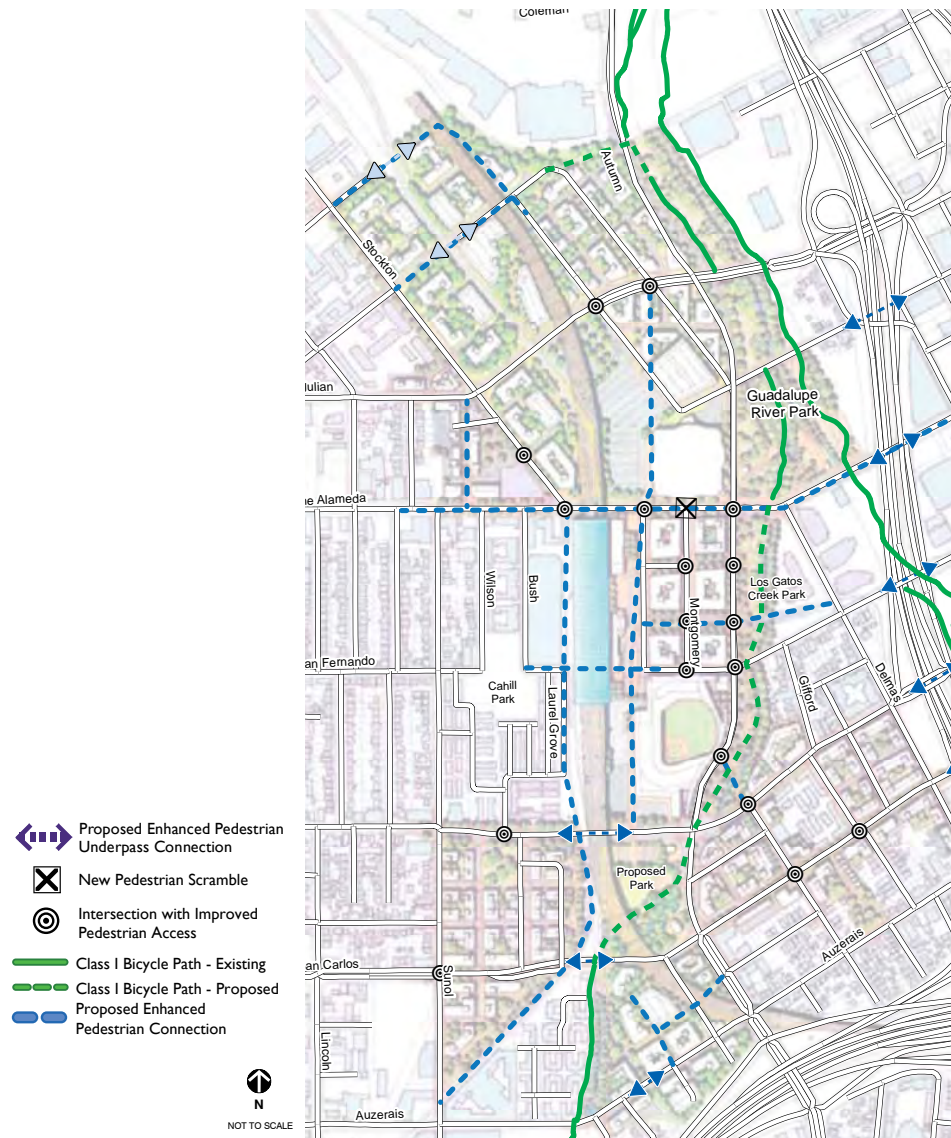 Coleman
Autumn
Stockton
Julian
Guadalupe
River Park
he Alameda
Wilson
Bush
Montgomery
Los Gatos
Creek Park
an Fernando
Cahill
Park
Laurel Grove
Gifford
Delmas
Proposed
Park
an Carlos
Sunol
Auzerais
Lincoln
Auzerais
Proposed Enhanced Pedestrian
Underpass Connection
New Pedestrian Scramble
Intersection with Improved
Pedestrian Access
Class I Bicycle Path - Existing
Class I Bicycle Path - Proposed
Proposed Enhanced
Pedestrian Connection
N
NOT TO SCALE